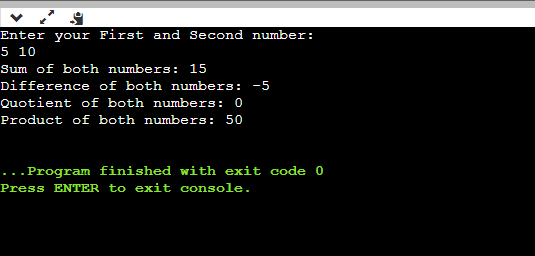 Enter your First and Second number:
5 10
Sum of both numbers: 15
Difference of both numbers: -5
Quotient of both numbers: 0
Product of both numbers: 50
...Program finished with exit code 0
Press ENTER to exit console.